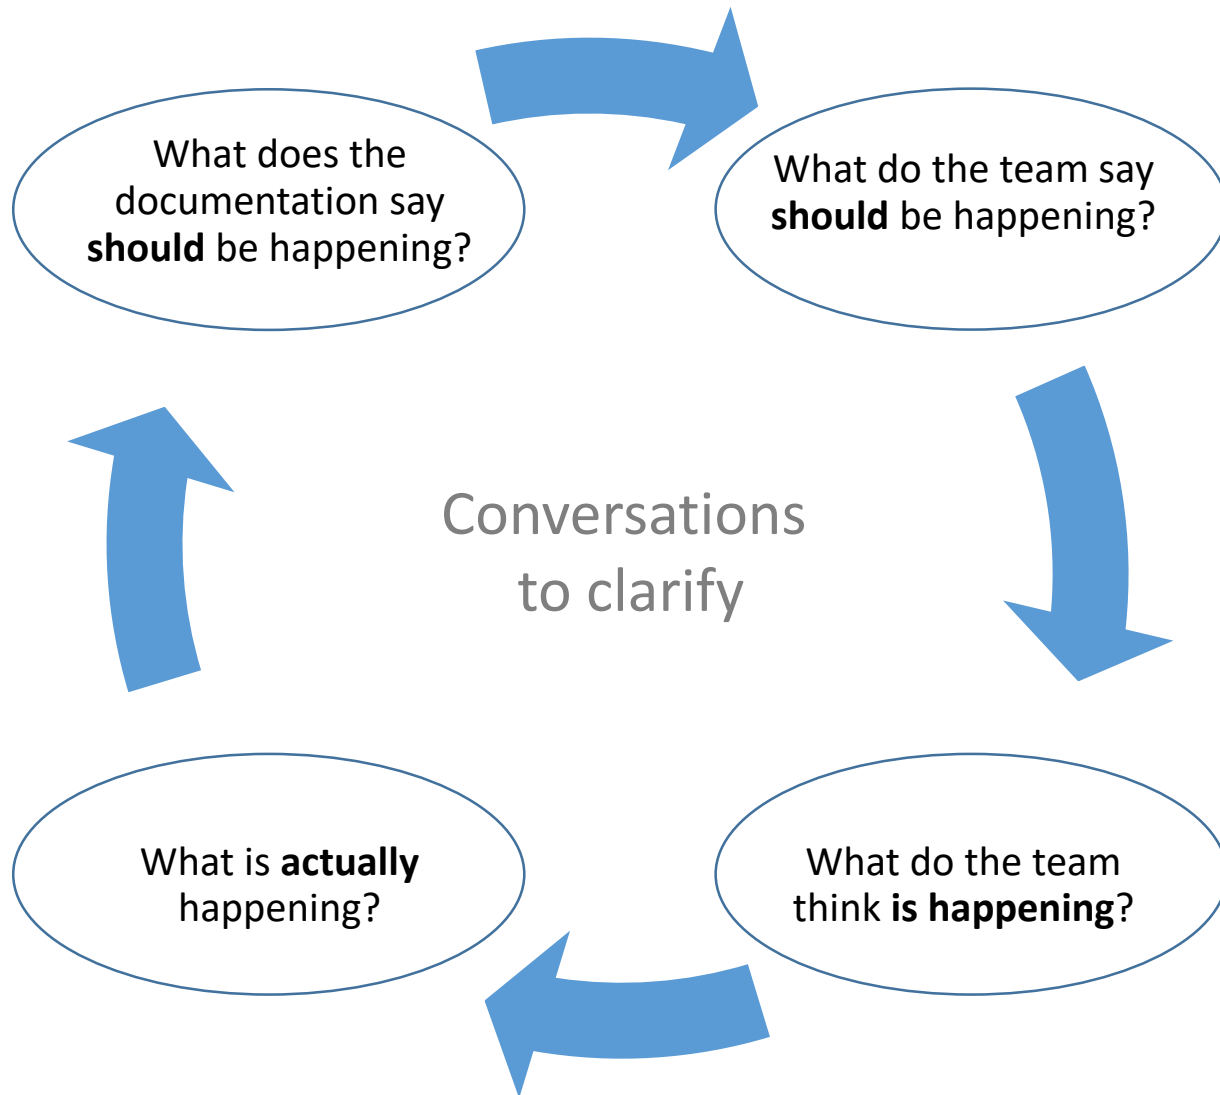 What does the
documentation say
should be happening?
What do the team say
should be happening?
Conversations
to clarify
What is actually
happening?
What do the team
think is happening?